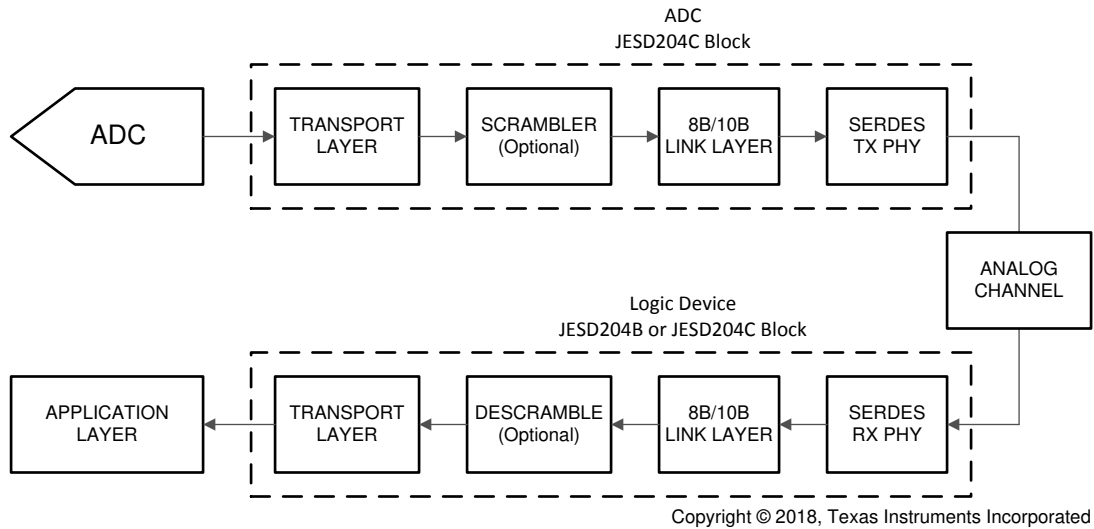 ADC
JESD204C Block
ADC
TRANSPORT
LAYER
SCRAMBLER
(Optional)
8B/10B
LINK LAYER
SERDES
TX PHY
ANALOG
CHANNEL
Logic Device
JESD204B or JESD204C Block
APPLICATION
LAYER
TRANSPORT
LAYER
DESCRAMBLE
(Optional)
8B/10B
LINK LAYER
SERDES
RX PHY
Copyright © 2018, Texas Instruments Incorporated